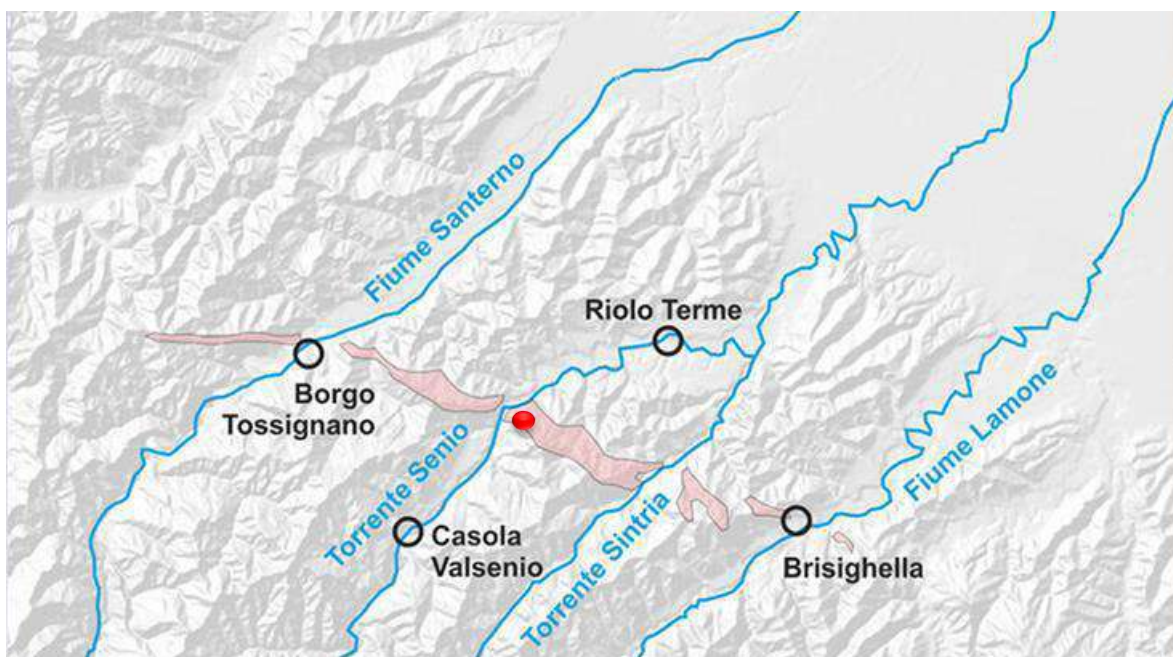 Fiume Santerno
Riolo Terme
Borgo
Tossignano
Fiume Lamone
Torrente Senio
Casola
Valsenio
Torrente Sintria
Brisighella